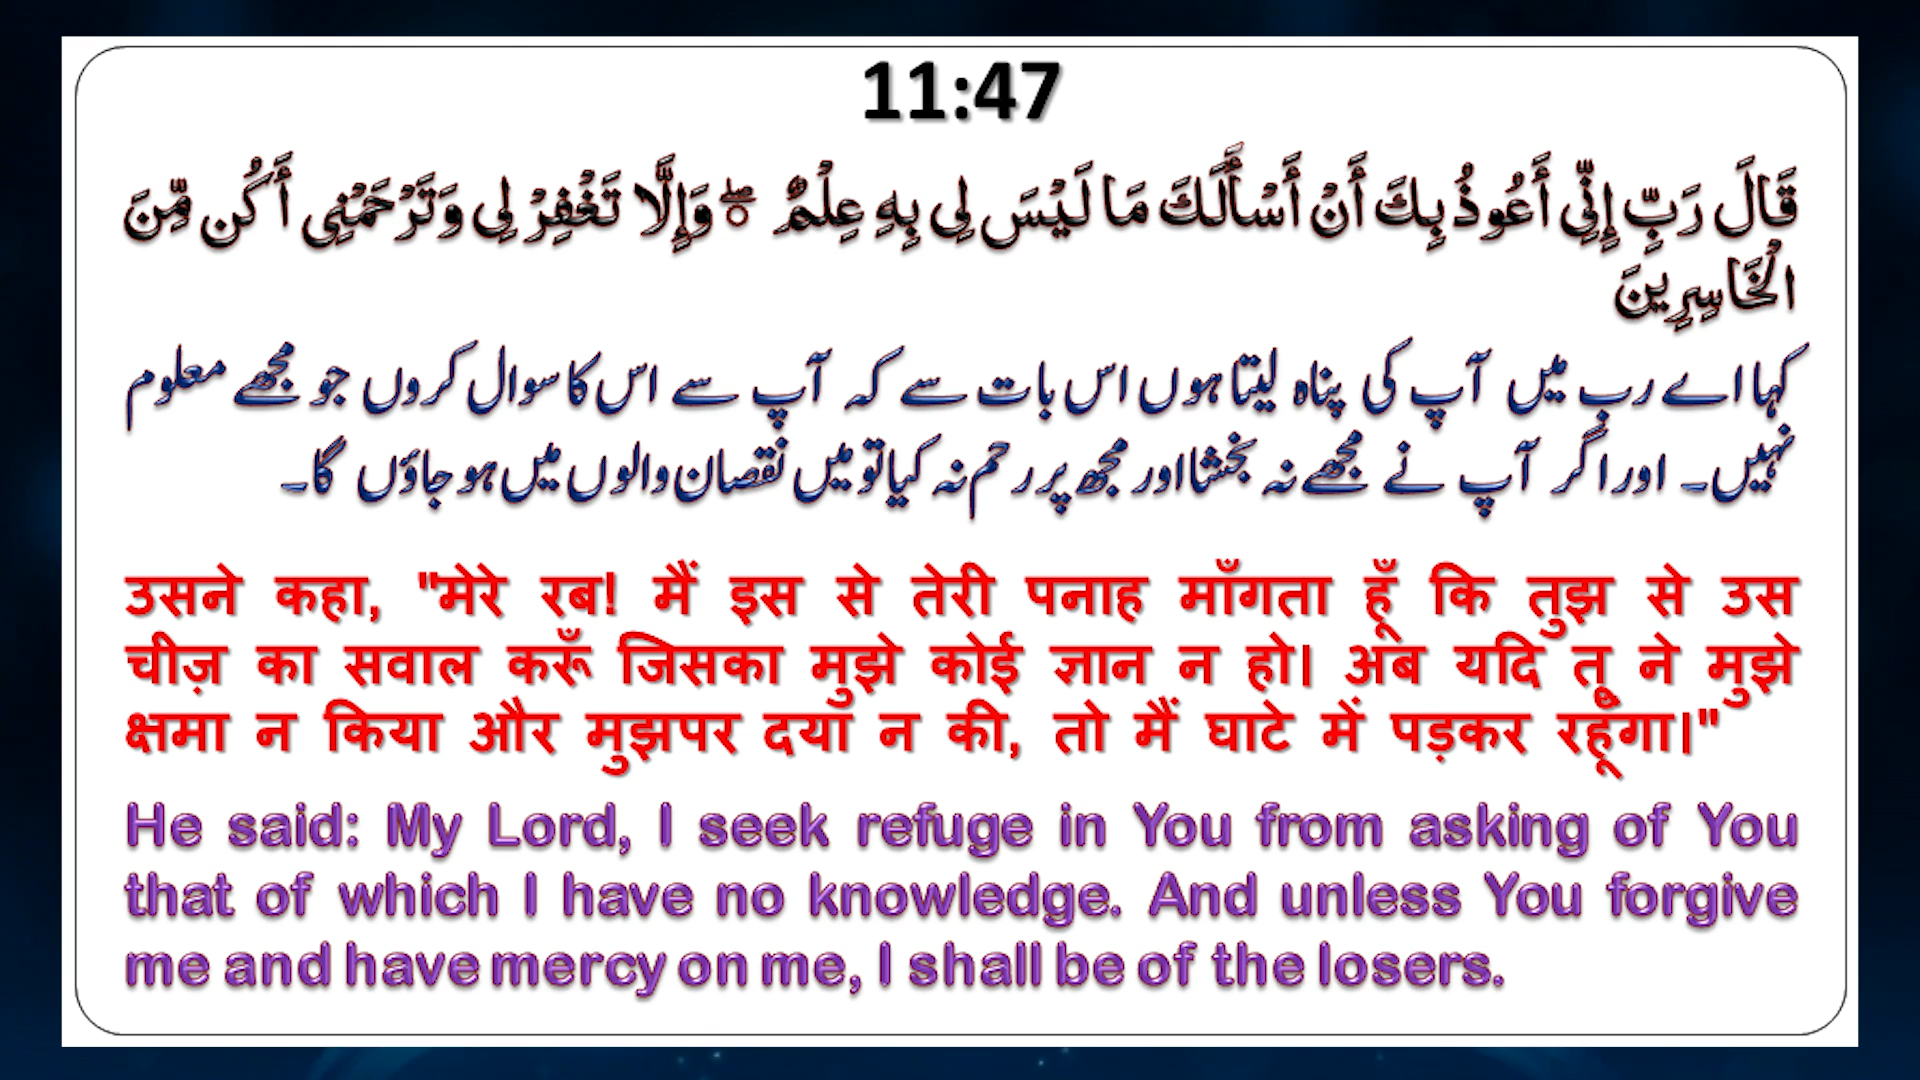 11:47
قَالَ رَبِّ إِنِّي أَعُوذُ بِكَ أَنْ أَسْأَلَكَ مَا لَيْسَ لِي بِهِ عِلْمٌ ۖ وَإِلَّا تَغْفِرْ لِي وَتَرْحَمْنِي أَكُن مِّنَ
الْخَاسِرِينَ
کہا اے رب میں آپ کی پناہ لیتا ہوں اس بات سے کہ آپ سے اس کا سوال کروں جو مجھے معلوم
نہیں۔ اور اگر آپ نے مجھے نہ بخشا اور مجھ پر رحم نہ کیا تو میں نقصان والوں میں ہو جاؤں گا۔
उसने कहा, "मेरे रब! मैं इस से तेरी पनाह माँगता हूँ कि तुझ से उस
चीज़ का सवाल करूँ जिसका मुझे कोई ज्ञान न हो। अब यदि तू ने मुझे
क्षमा न किया और मुझपर दया न की, तो मैं घाटे में पड़कर रहूँगा।"
He said: My Lord, I seek refuge in You from asking of You
that of which I have no knowledge. And unless You forgive
me and have mercy on me, I shall be of the losers.